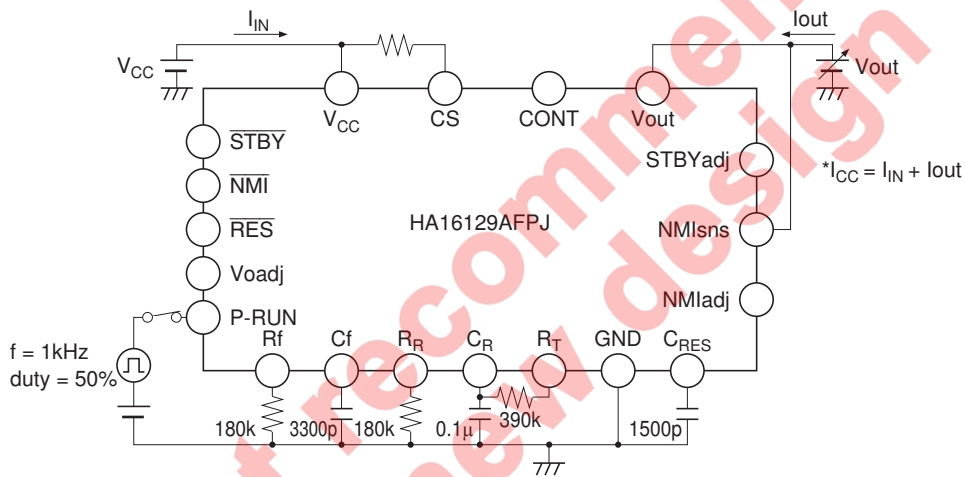 I_IN
Iout
V_CC
Vout
V_CC
CS
CONT
Vout
STBY
NMI
RES
Voadj
P-RUN
HA16129AFPJ
STBYadj
NMIsns
NMIadj
*I_CC = I_IN + Iout
Rf
Cf
R_R
C_R
R_T
GND
C_RES
f = 1kHz
duty = 50%
180k
3300p
180k
0.1μ
390k
1500p
t recommen
new design